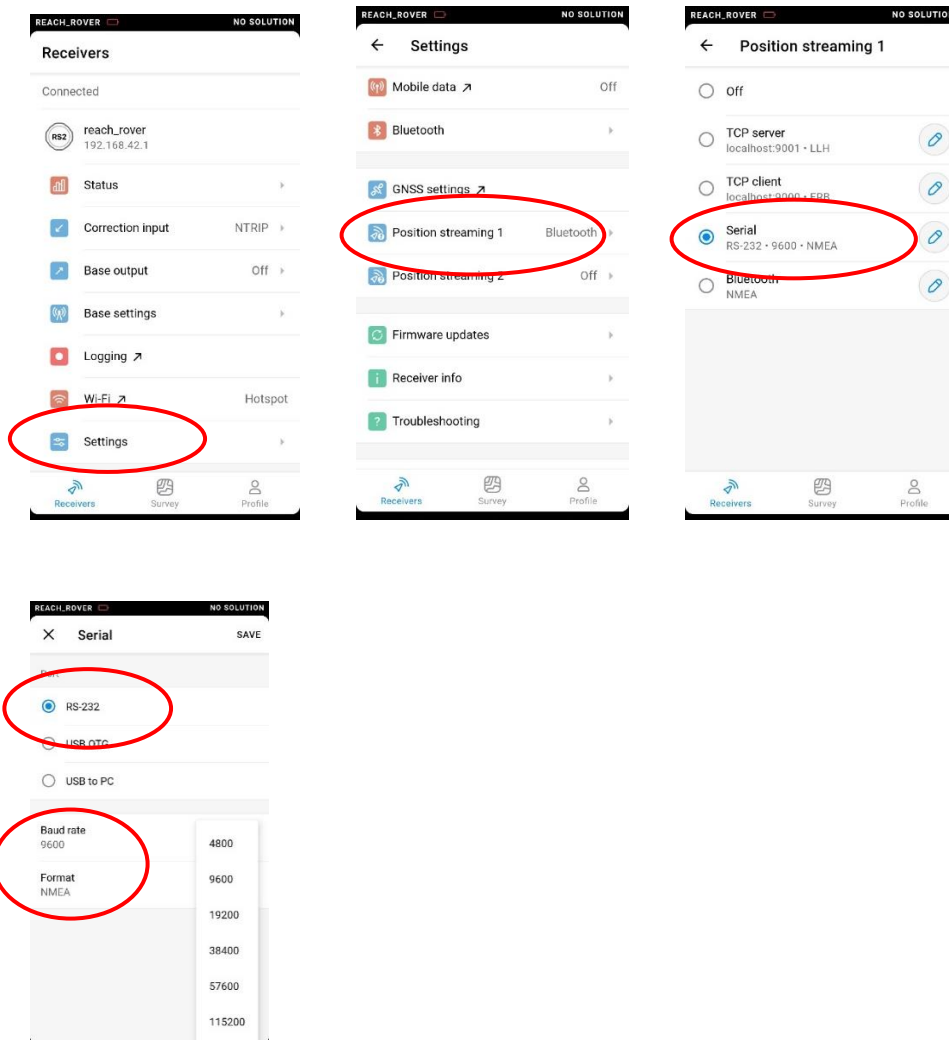 REACH_ROVER NO SOLUTION
Receivers
Connected
RS2
reach_rover
192.168.42.1
Status
Correction input NTRIP
Base output Off
Base settings
Logging
Wi-Fi Hotspot
Settings
Receivers Survey Profile
REACH_ROVER NO SOLUTION
Settings
Mobile data Off
Bluetooth
GNSS settings
Position streaming 1 Bluetooth
Position streaming 2 Off
Firmware updates
Receiver info
Troubleshooting
Receivers Survey Profile
REACH_ROVER NO SOLUTIO
Position streaming 1
Off
TCP server
localhost:9001 • LLH
TCP client
localhost:9000 • ERB
Serial
RS-232 • 9600 • NMEA
Bluetooth
NMEA
Receivers Survey Profile
REACH_ROVER NO SOLUTION
Serial SAVE
Port
RS-232
USB OTG
USB to PC
Baud rate
9600
4800
Format
NMEA
9600
19200
38400
57600
115200